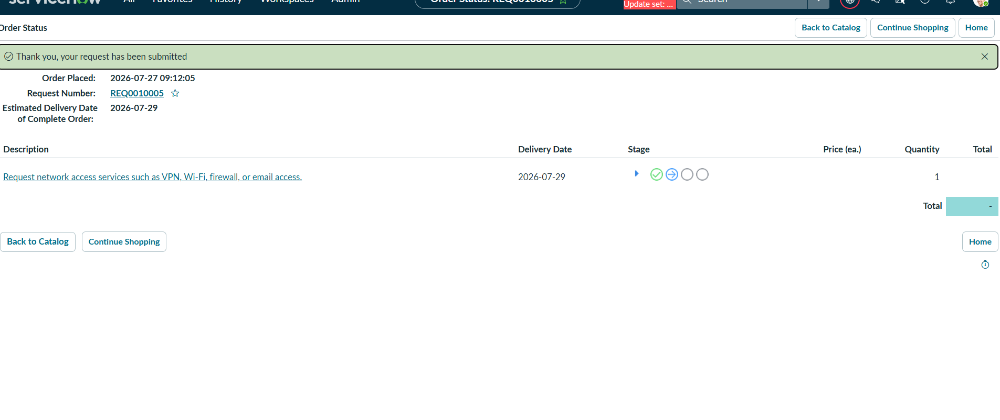 servicenow All Favorites History Workspaces Admin Order Status: REQ0010005 Update set: ... Search
Order Status Back to Catalog Continue Shopping Home
Thank you, your request has been submitted
Order Placed: 2026-07-27 09:12:05
Request Number: REQ0010005
Estimated Delivery Date 2026-07-29
of Complete Order:
Description Delivery Date Stage Price (ea.) Quantity Total
Request network access services such as VPN, Wi-Fi, firewall, or email access. 2026-07-29 1
Total -
Back to Catalog Continue Shopping Home